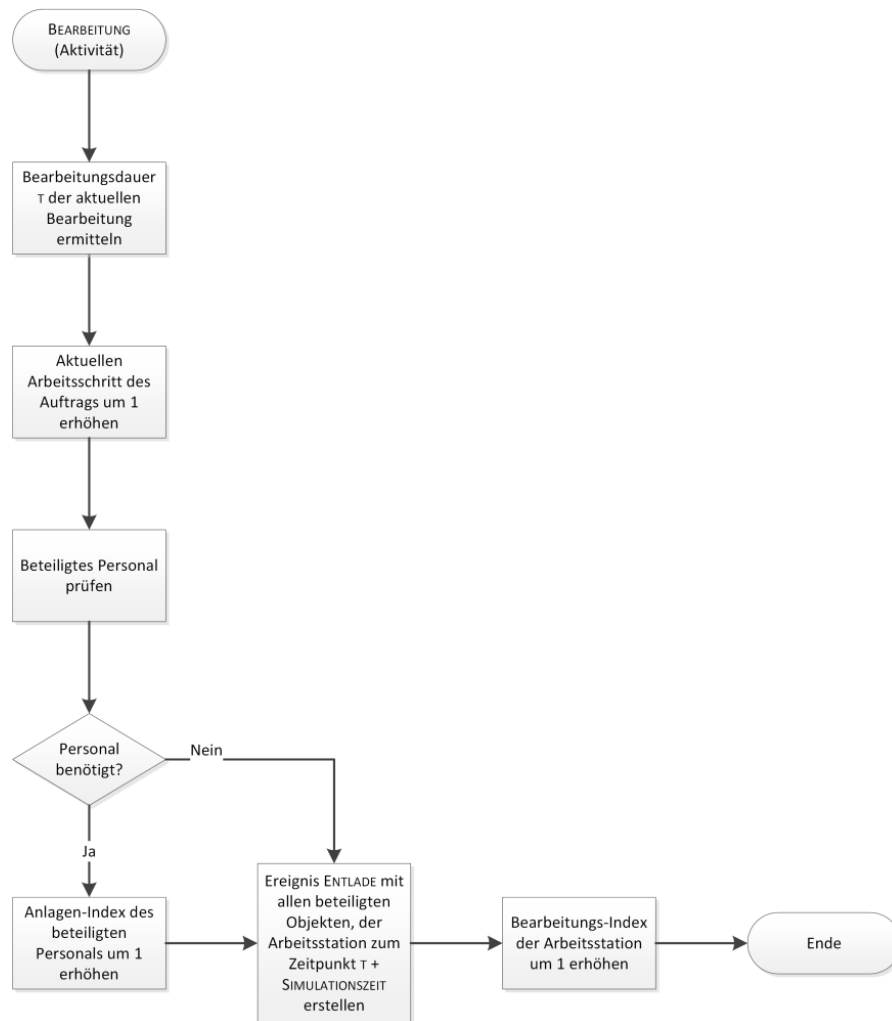 BEARBEITUNG
(Aktivität)
Bearbeitungsdauer
T der aktuellen
Bearbeitung
ermitteln
Aktuellen
Arbeitsschritt des
Auftrags um 1
erhöhen
Beteiligtes Personal
prüfen
Personal
benötigt?
Nein
Ja
Anlagen-Index des
beteiligten
Personals um 1
erhöhen
Ereignis ENTLADE mit
allen beteiligten
Objekten, der
Arbeitsstation zum
Zeitpunkt T +
SIMULATIONSZEIT
erstellen
Bearbeitungs-Index
der Arbeitsstation
um 1 erhöhen
Ende